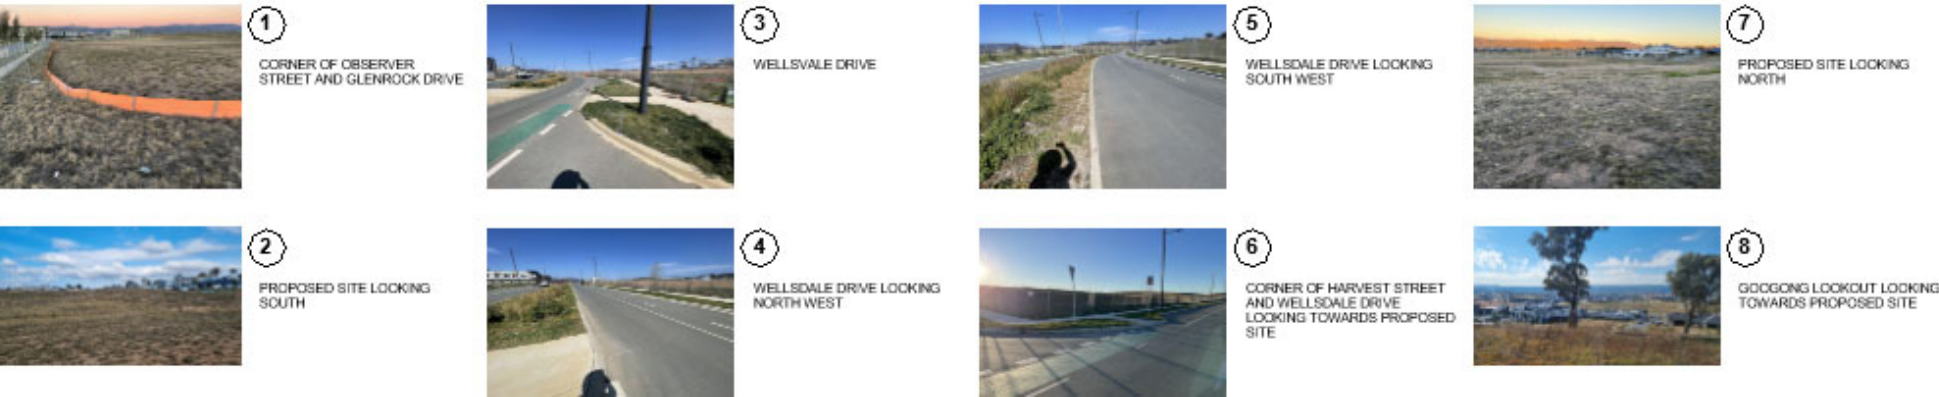 1
CORNER OF OBSERVER
STREET AND GLENROCK DRIVE
2
PROPOSED SITE LOOKING
SOUTH
3
WELLSVALE DRIVE
4
WELLSDALE DRIVE LOOKING
NORTH WEST
5
WELLSDALE DRIVE LOOKING
SOUTH WEST
6
CORNER OF HARVEST STREET
AND WELLSDALE DRIVE
LOOKING TOWARDS PROPOSED
SITE
7
PROPOSED SITE LOOKING
NORTH
8
GOOGONG LOOKOUT LOOKING
TOWARDS PROPOSED SITE